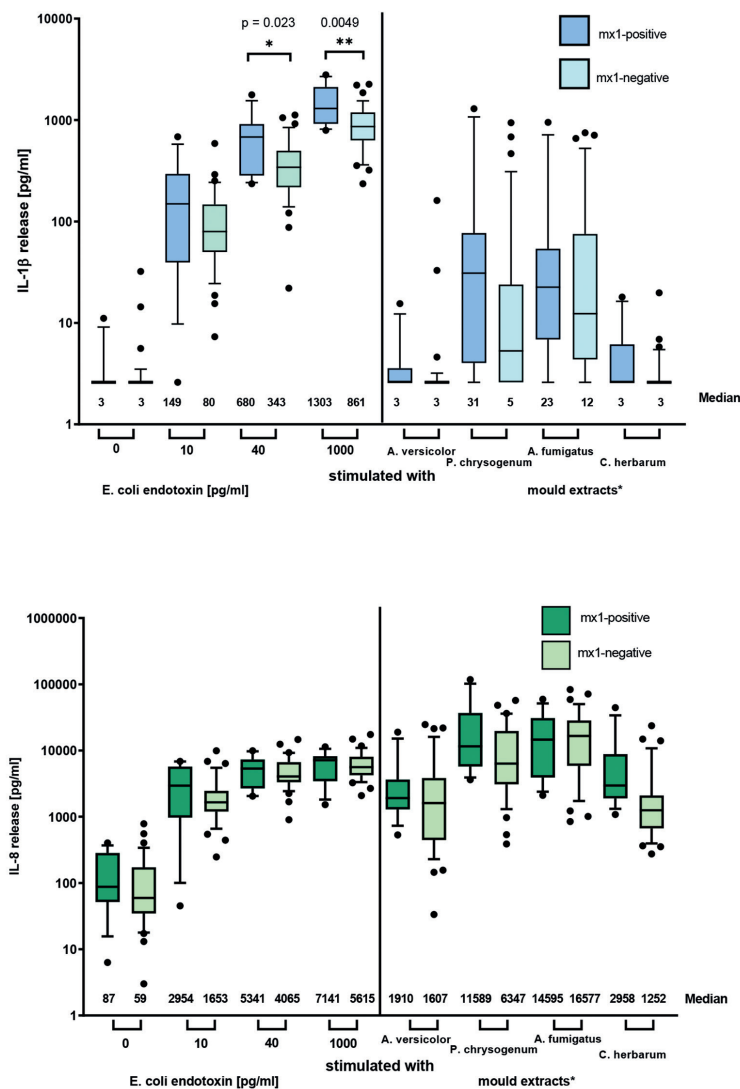 p = 0.023 0.0049
* **
mx1-positive
mx1-negative
10000
1000
100
10
1
IL-1β release [pg/ml]
3 3 149 80 680 343 1303 861 3 3 31 5 23 12 3 3 Median
0 10 40 1000 A. versicolor P. chrysogenum A. fumigatus C. herbarum
stimulated with
E. coli endotoxin [pg/ml] mould extracts*
mx1-positive
mx1-negative
1000000
100000
10000
1000
100
10
1
IL-8 release [pg/ml]
87 59 2954 1653 5341 4065 7141 5615 1910 1607 11589 6347 14595 16577 2958 1252 Median
0 10 40 1000 A. versicolor P. chrysogenum A. fumigatus C. herbarum
stimulated with
E. coli endotoxin [pg/ml] mould extracts*